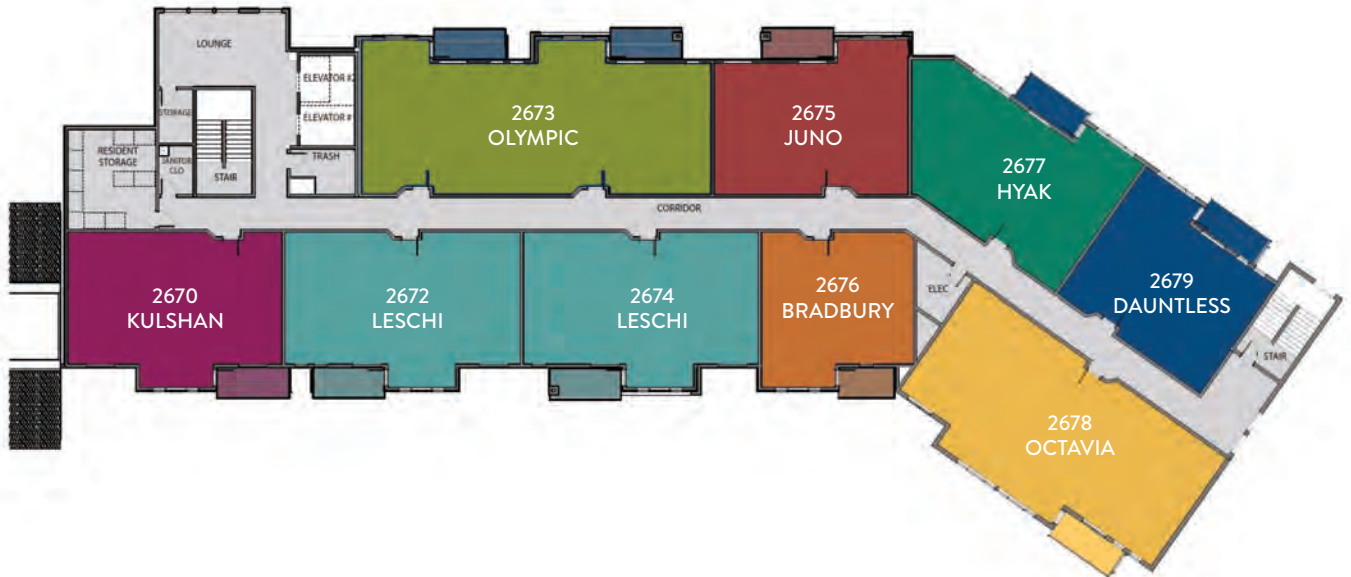 LOUNGE
ELEVATOR #2
ELEVATOR #
STORAGE
RESIDENT
STORAGE
JANITOR
CLO
STAIR
TRASH
2673
OLYMPIC
2675
JUNO
2677
HYAK
CORRIDOR
2670
KULSHAN
2672
LESCHI
2674
LESCHI
2676
BRADBURY
ELEC
2679
DAUNTLESS
STAIR
2678
OCTAVIA